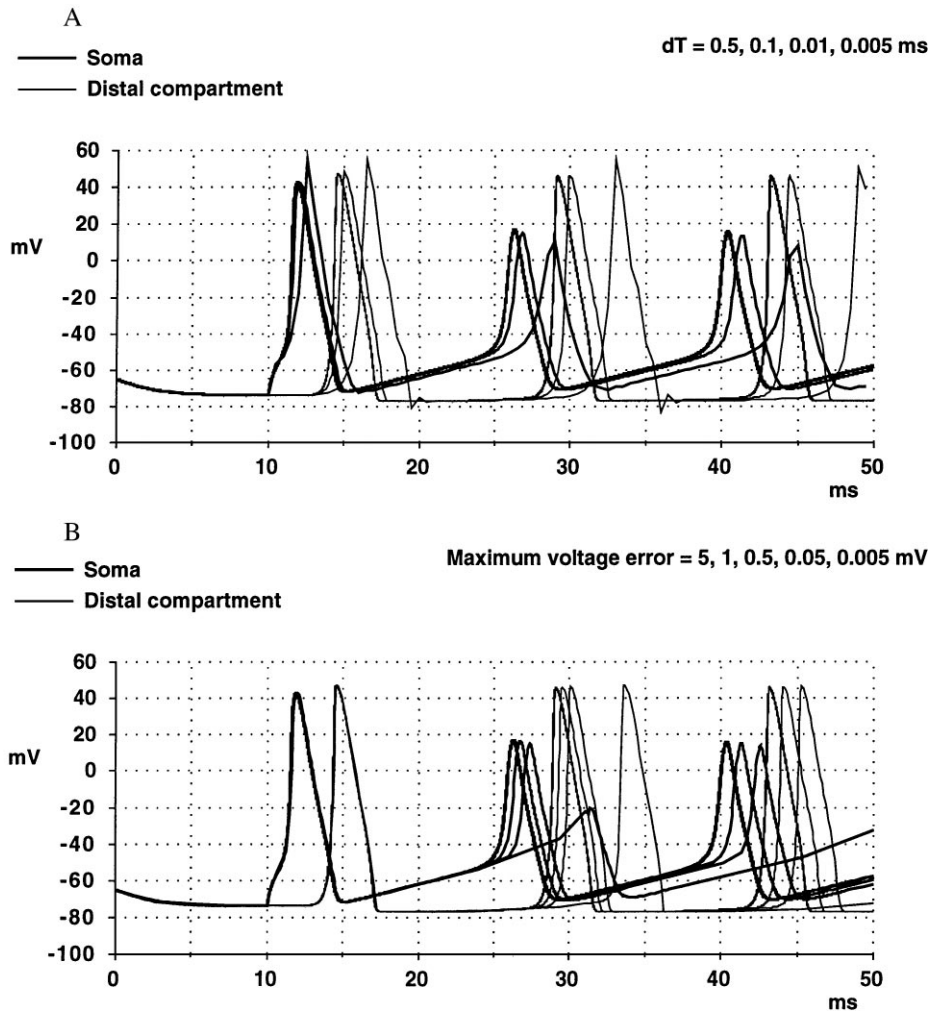 A
Soma
dT = 0.5, 0.1, 0.01, 0.005 ms
Distal compartment
60
40
20
mV
0
-20
-40
-60
-80
-100
0
10
20
30
40
50
ms
B
Maximum voltage error = 5, 1, 0.5, 0.05, 0.005 mV
Soma
Distal compartment
60
40
20
mV
0
-20
-40
-60
-80
-100
0
10
20
30
40
50
ms